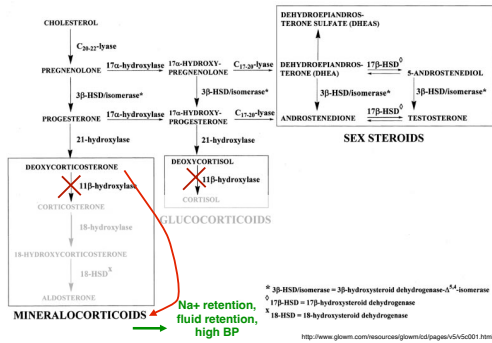 CHOLESTEROL
C20-22-lyase
PREGNENOLONE
17α-hydroxylase
17α-HYDROXY-
PREGNENOLONE
C17-20-lyase
DEHYDROEPIANDROS-
TERONE SULFATE (DHEAS)
DEHYDROEPIANDROS-
TERONE (DHEA)
17β-HSD◊
5-ANDROSTENEDIOL
3β-HSD/isomerase*
3β-HSD/isomerase*
3β-HSD/isomerase*
PROGESTERONE
17α-hydroxylase
17α-HYDROXY-
PROGESTERONE
C17-20-lyase
ANDROSTENEDIONE
17β-HSD◊
TESTOSTERONE
SEX STEROIDS
21-hydroxylase
21-hydroxylase
DEOXYCORTICOSTERONE
11β-hydroxylase
CORTICOSTERONE
18-hydroxylase
18-HYDROXYCORTICOSTERONE
18-HSDx
ALDOSTERONE
MINERALOCORTICOIDS
DEOXYCORTISOL
11β-hydroxylase
CORTISOL
GLUCOCORTICOIDS
Na+ retention,
fluid retention,
high BP
* 3β-HSD/isomerase = 3β-hydroxysteroid dehydrogenase-Δ5,4-isomerase
◊ 17β-HSD = 17β-hydroxysteroid dehydrogenase
x 18-HSD = 18-hydroxysteroid dehydrogenase
http://www.glowm.com/resources/glowm/cd/pages/v5/v5c001.htm